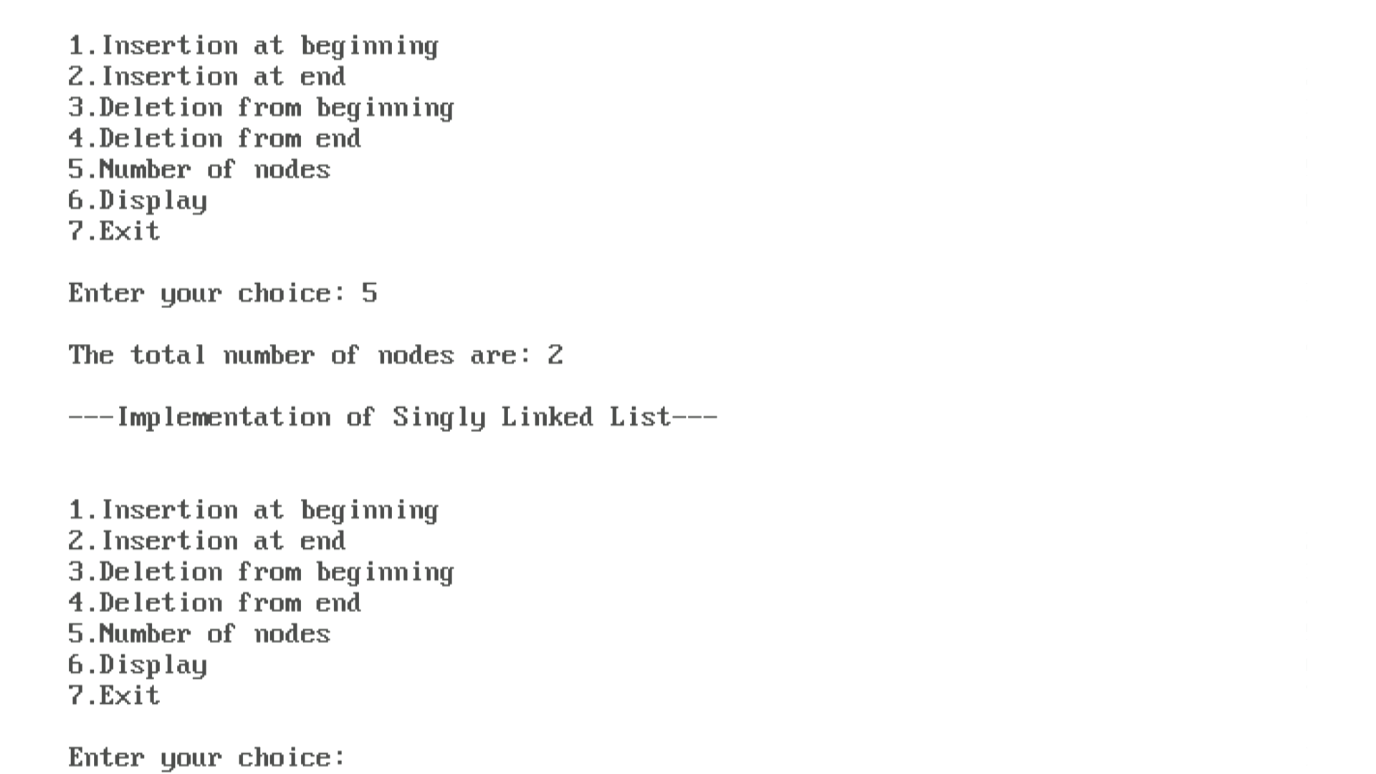 1.Insertion at beginning
2.Insertion at end
3.Deletion from beginning
4.Deletion from end
5.Number of nodes
6.Display
7.Exit
Enter your choice: 5
The total number of nodes are: 2
---Implementation of Singly Linked List---
1.Insertion at beginning
2.Insertion at end
3.Deletion from beginning
4.Deletion from end
5.Number of nodes
6.Display
7.Exit
Enter your choice: